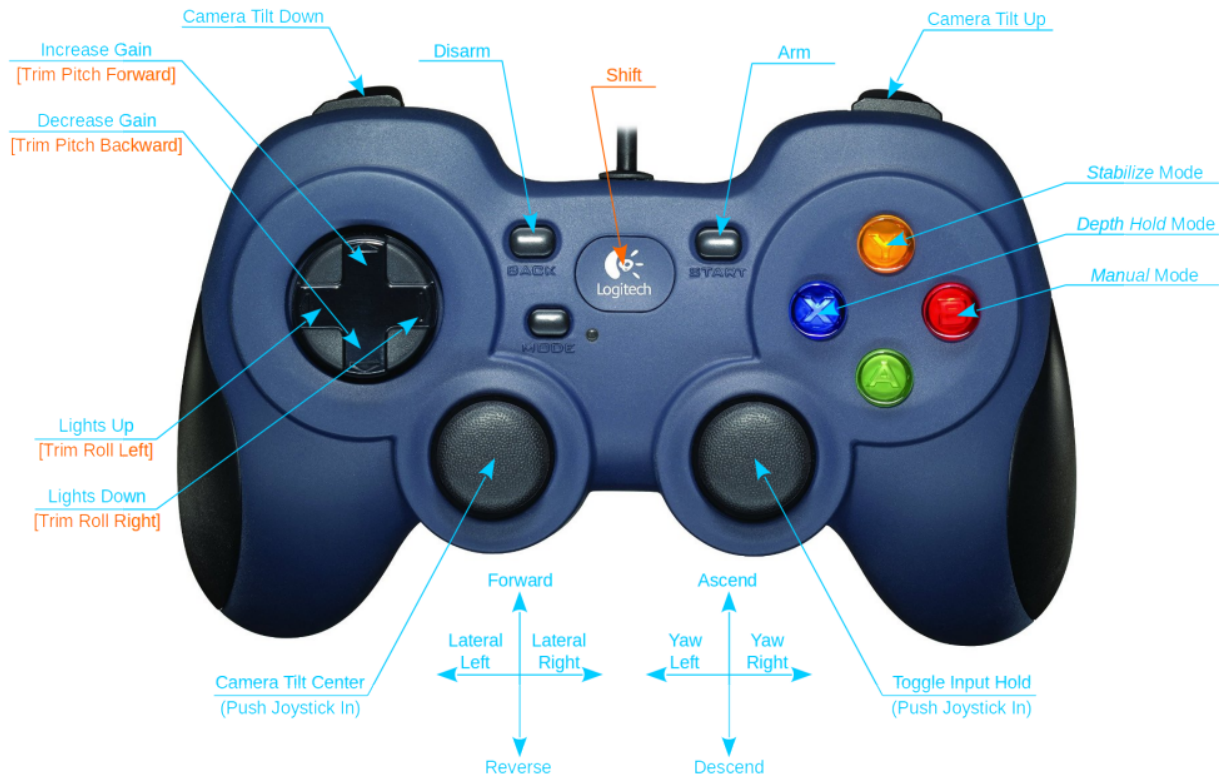 Camera Tilt Down
Camera Tilt Up
Increase Gain
[Trim Pitch Forward]
Disarm
Shift
Arm
Decrease Gain
[Trim Pitch Backward]
Stabilize Mode
Depth Hold Mode
Manual Mode
Y
BACK
START
Logitech
X
B
MODE
A
Lights Up
[Trim Roll Left]
Lights Down
[Trim Roll Right]
Forward
Ascend
Lateral
Left
Lateral
Right
Yaw
Left
Yaw
Right
Camera Tilt Center
(Push Joystick In)
Toggle Input Hold
(Push Joystick In)
Reverse
Descend